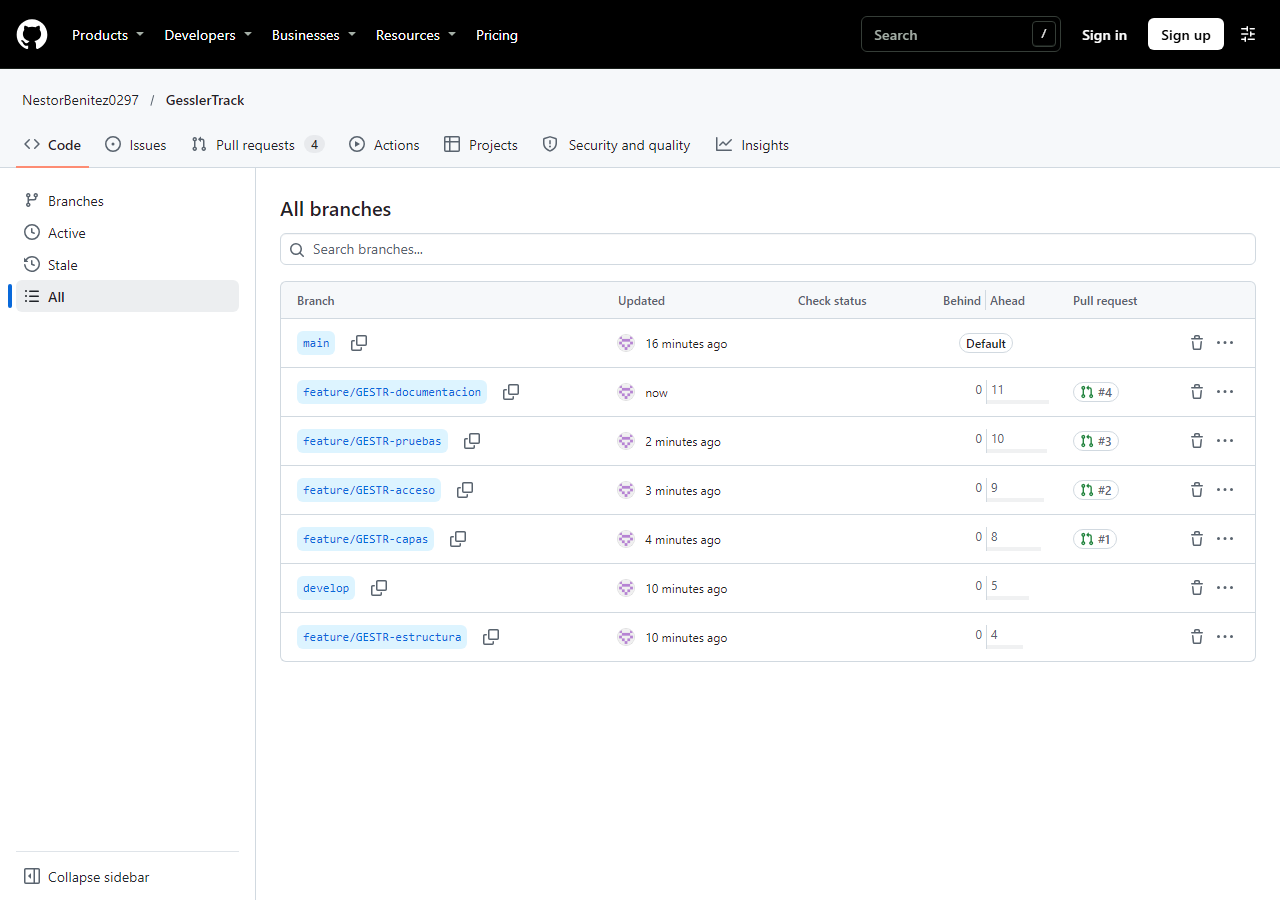 Products Developers Businesses Resources Pricing Search / Sign in Sign up
NestorBenitez0297 / GesslerTrack
Code Issues Pull requests 4 Actions Projects Security and quality Insights
Branches
Active
Stale
All
All branches
Search branches...
Branch Updated Check status Behind Ahead Pull request
main 16 minutes ago Default
feature/GESTR-documentacion now 0 11 #4
feature/GESTR-pruebas 2 minutes ago 0 10 #3
feature/GESTR-acceso 3 minutes ago 0 9 #2
feature/GESTR-capas 4 minutes ago 0 8 #1
develop 10 minutes ago 0 5
feature/GESTR-estructura 10 minutes ago 0 4
Collapse sidebar